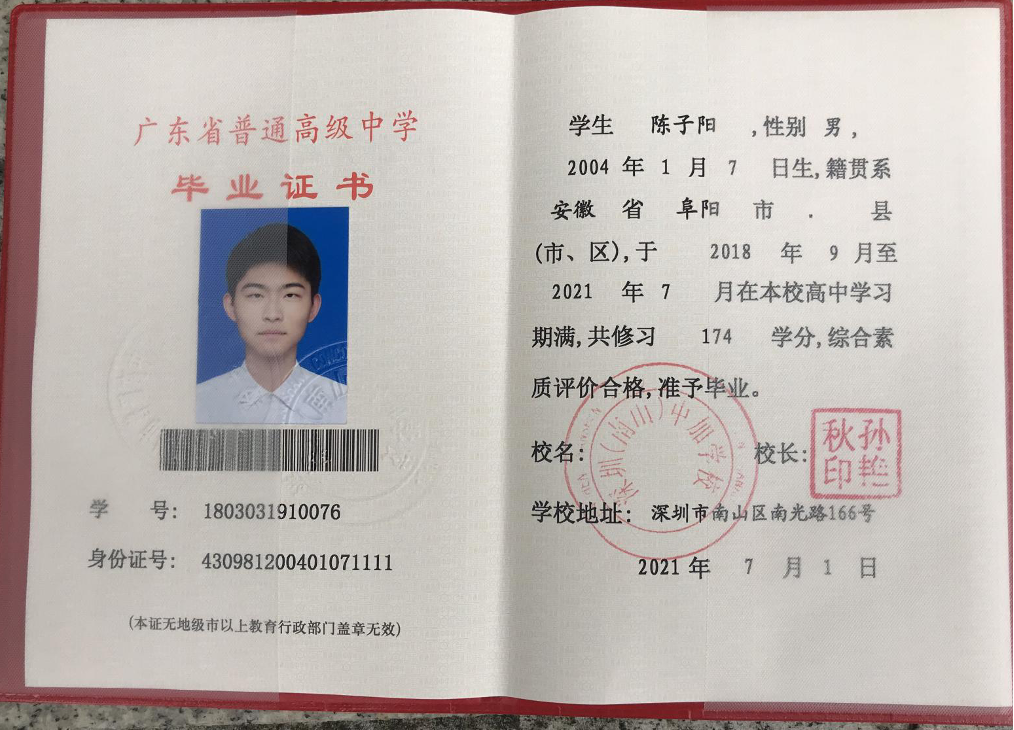 广东省普通高级中学
毕业证书
学 号: 1803031910076
身份证号: 430981200401071111
(本证无地级市以上教育行政部门盖章无效)
学生 陈子阳 ,性别 男,
2004 年 1 月 7 日生,籍贯系
安徽 省 阜阳 市 . 县
(市、区),于 2018 年 9 月至
2021 年 7 月在本校高中学习
期满,共修习 174 学分,综合素
质评价合格,准予毕业。
校名: 校长:
深圳(南山)中加学校
孙艳秋印
学校地址: 深圳市南山区南光路166号
2021 年 7 月 1 日